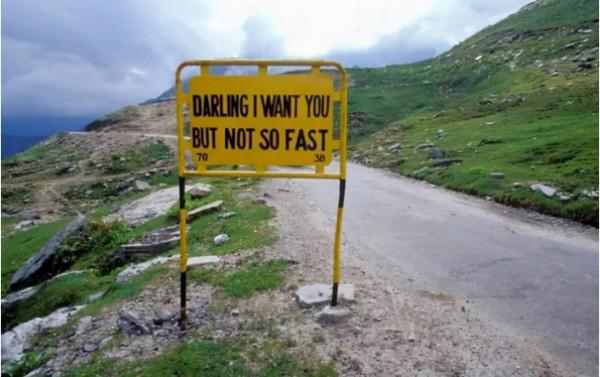 DARLING I WANT YOU
BUT NOT SO FAST
70 38